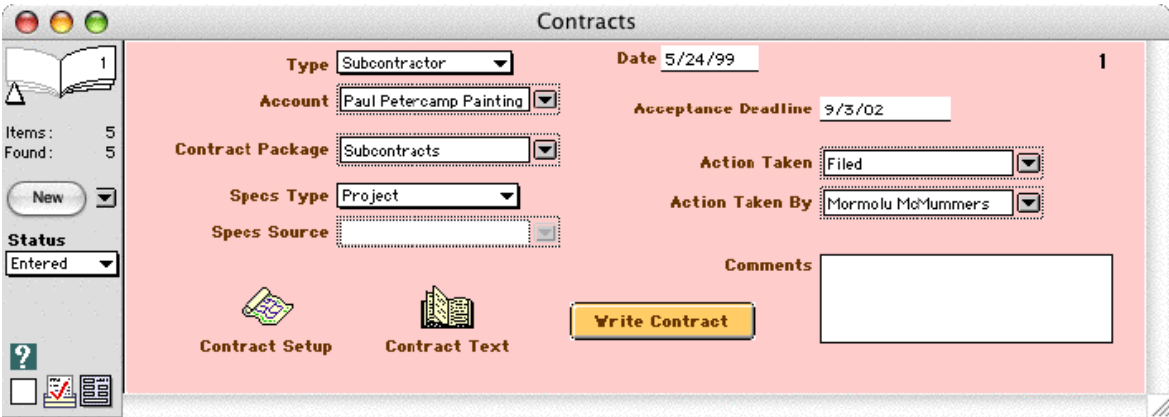 Contracts
1
Items: 5
Found: 5
New
Status
Entered
?
Type Subcontractor
Account Paul Petercamp Painting
Contract Package Subcontracts
Specs Type Project
Specs Source
Contract Setup
Contract Text
Date 5/24/99
1
Acceptance Deadline 9/3/02
Action Taken Filed
Action Taken By Mormolu McMummers
Comments
Write Contract